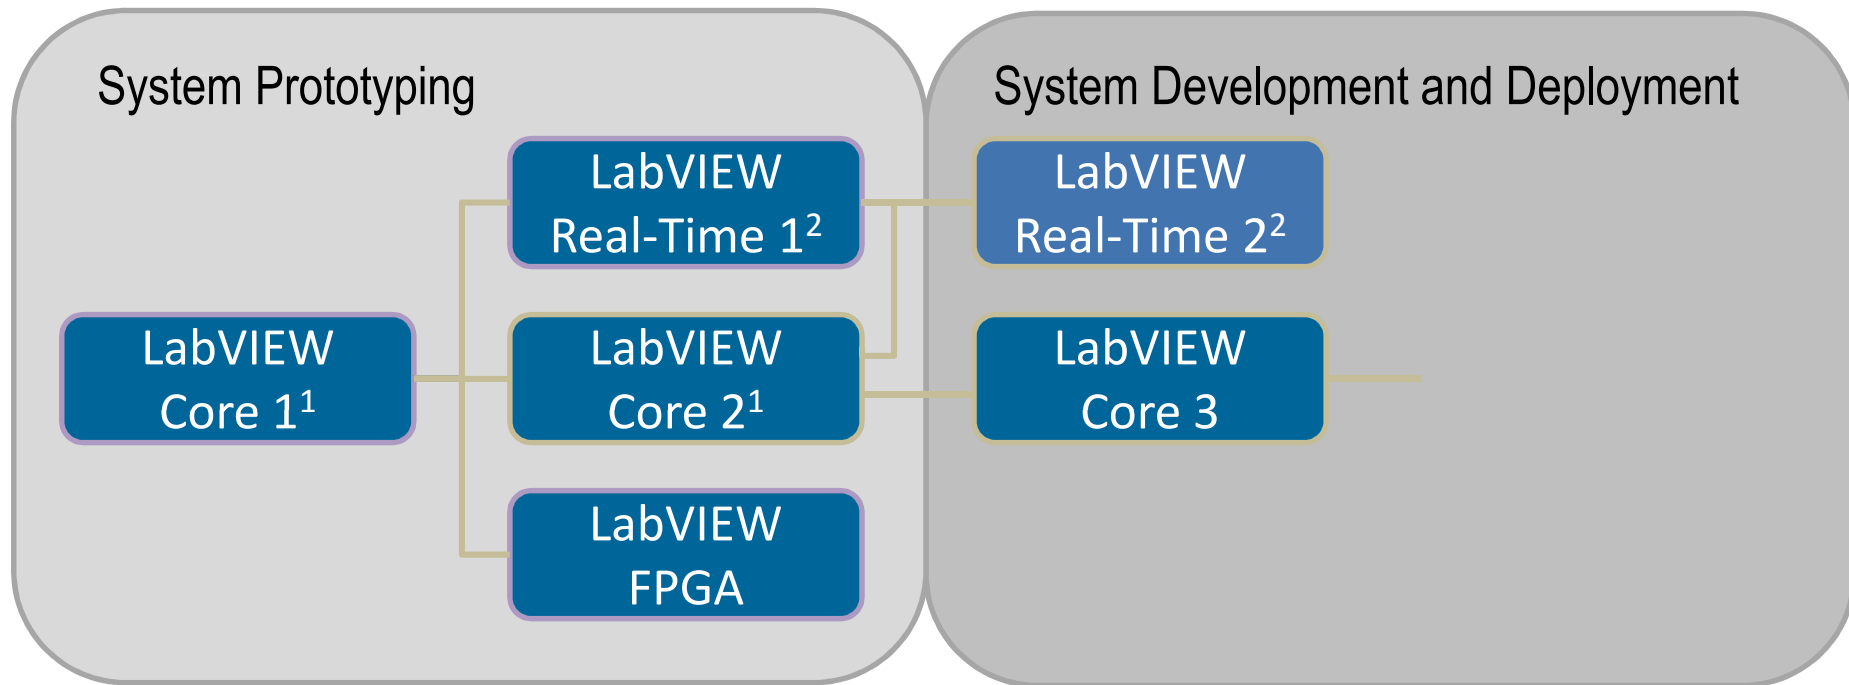 System Prototyping
System Development and Deployment
LabVIEW
Real-Time 1²
LabVIEW
Real-Time 2²
LabVIEW
Core 1¹
LabVIEW
Core 2¹
LabVIEW
Core 3
LabVIEW
FPGA